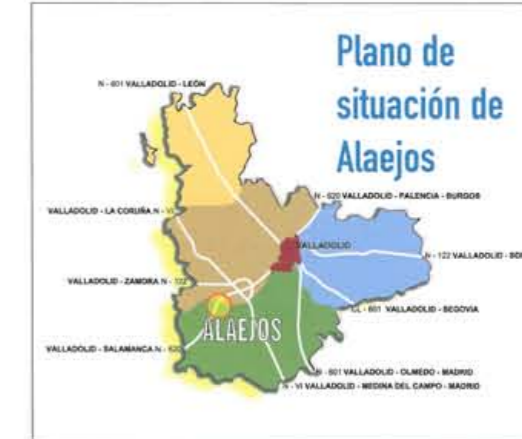 Plano de
situación de
Alaejos
N - 601 VALLADOLID - LEÓN
N - 620 VALLADOLID - PALENCIA - BURGOS
VALLADOLID - LA CORUÑA N - VI
VALLADOLID
N - 122 VALLADOLID -
VALLADOLID - ZAMORA N - 122
CL - 601 VALLADOLID - SEGOVIA
ALAEJOS
VALLADOLID - SALAMANCA N - 620
N - 601 VALLADOLID - OLMEDO - MADRID
N - VI VALLADOLID - MEDINA DEL CAMPO - MADRID